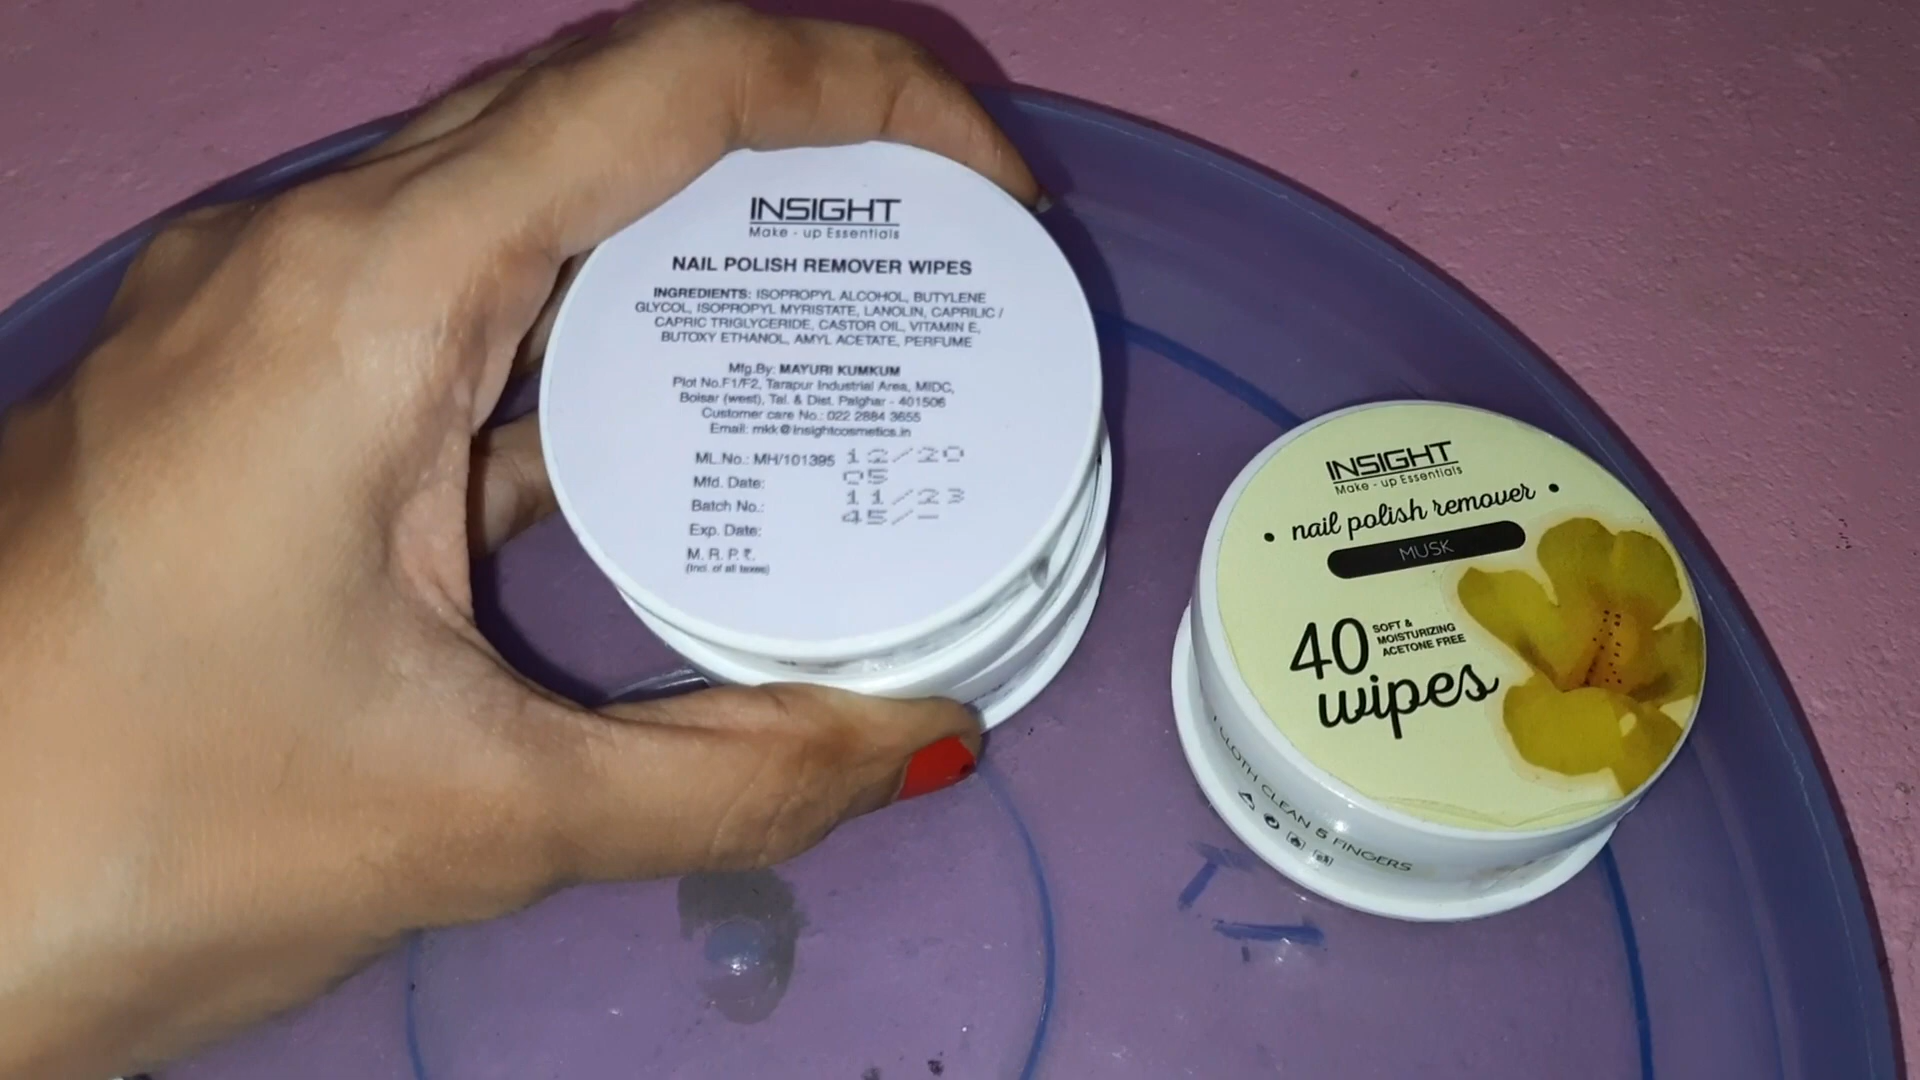 INSIGHT
Make - up Essentials
NAIL POLISH REMOVER WIPES
INGREDIENTS: ISOPROPYL ALCOHOL, BUTYLENE
GLYCOL, ISOPROPYL MYRISTATE, LANOLIN, CAPRILIC /
CAPRIC TRIGLYCERIDE, CASTOR OIL, VITAMIN E,
BUTOXY ETHANOL, AMYL ACETATE, PERFUME
Mfg.By: MAYURI KUMKUM
Plot No.F1/F2, Tarapur Industrial Area, MIDC,
Boisar (west), Tal. & Dist. Palghar - 401506
Customer care No.: 022 2884 3655
Email: mkk@insightcosmetics.in
ML.No.: MH/101395 12/20
Mfd. Date: 05
Batch No.: 11/23
Exp. Date: 45/-
M. R. P. ₹.
(Incl. of all taxes)
INSIGHT
Make - up Essentials
• nail polish remover •
MUSK
40 SOFT &
MOISTURIZING
ACETONE FREE
wipes
1 CLOTH CLEAN 5 FINGERS